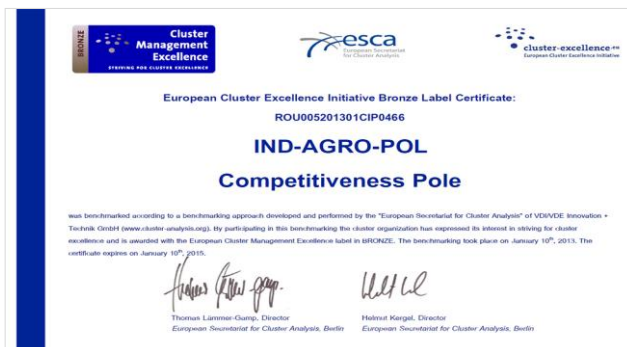 BRONZE
Cluster
Management
Excellence
STRIVING FOR CLUSTER EXCELLENCE
esca
European Secretariat
for Cluster Analysis
cluster-excellence.eu
European Cluster Excellence Initiative
European Cluster Excellence Initiative Bronze Label Certificate:
ROU005201301CIP0466
IND-AGRO-POL
Competitiveness Pole
was benchmarked according to a benchmarking approach developed and performed by the "European Secretariat for Cluster Analysis" of VDI/VDE Innovation +
Technik GmbH (www.cluster-analysis.org). By participating in this benchmarking the cluster organization has expressed its interest in striving for cluster
excellence and is awarded with the European Cluster Management Excellence label in BRONZE. The benchmarking took place on January 10th, 2013. The
certificate expires on January 10th, 2015.
Thomas Lämmer-Gamp, Director
Helmut Kergel, Director
European Secretariat for Cluster Analysis, Berlin
European Secretariat for Cluster Analysis, Berlin